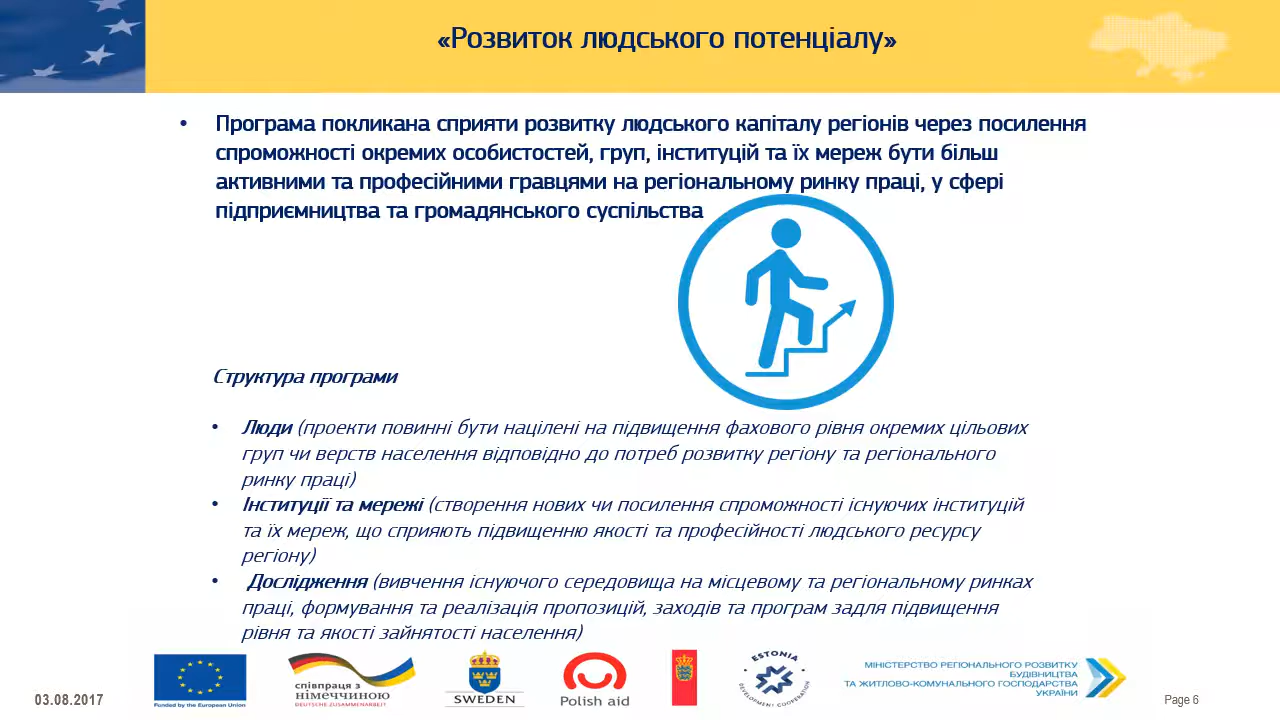 «Розвиток людського потенціалу»
• Програма покликана сприяти розвитку людського капіталу регіонів через посилення
спроможності окремих особистостей, груп, інституцій та їх мереж бути більш
активними та професійними гравцями на регіональному ринку праці, у сфері
підприємництва та громадянського суспільства
Структура програми
• Люди (проекти повинні бути націлені на підвищення фахового рівня окремих цільових
груп чи верств населення відповідно до потреб розвитку регіону та регіонального
ринку праці)
• Інституції та мережі (створення нових чи посилення спроможності існуючих інституцій
та їх мереж, що сприяють підвищенню якості та професійності людського ресурсу
регіону)
• Дослідження (вивчення існуючого середовища на місцевому та регіональному ринках
праці, формування та реалізація пропозицій, заходів та програм задля підвищення
рівня та якості зайнятості населення)
03.08.2017
Funded by the European Union
співпраця з
НІМЕЧЧИНОЮ
DEUTSCHE ZUSAMMENARBEIT
SWEDEN
Polish aid
ESTONIA
DEVELOPMENT COOPERATION
МІНІСТЕРСТВО РЕГІОНАЛЬНОГО РОЗВИТКУ
БУДІВНИЦТВА
ТА ЖИТЛОВО-КОМУНАЛЬНОГО ГОСПОДАРСТВА
УКРАЇНИ
Page 6